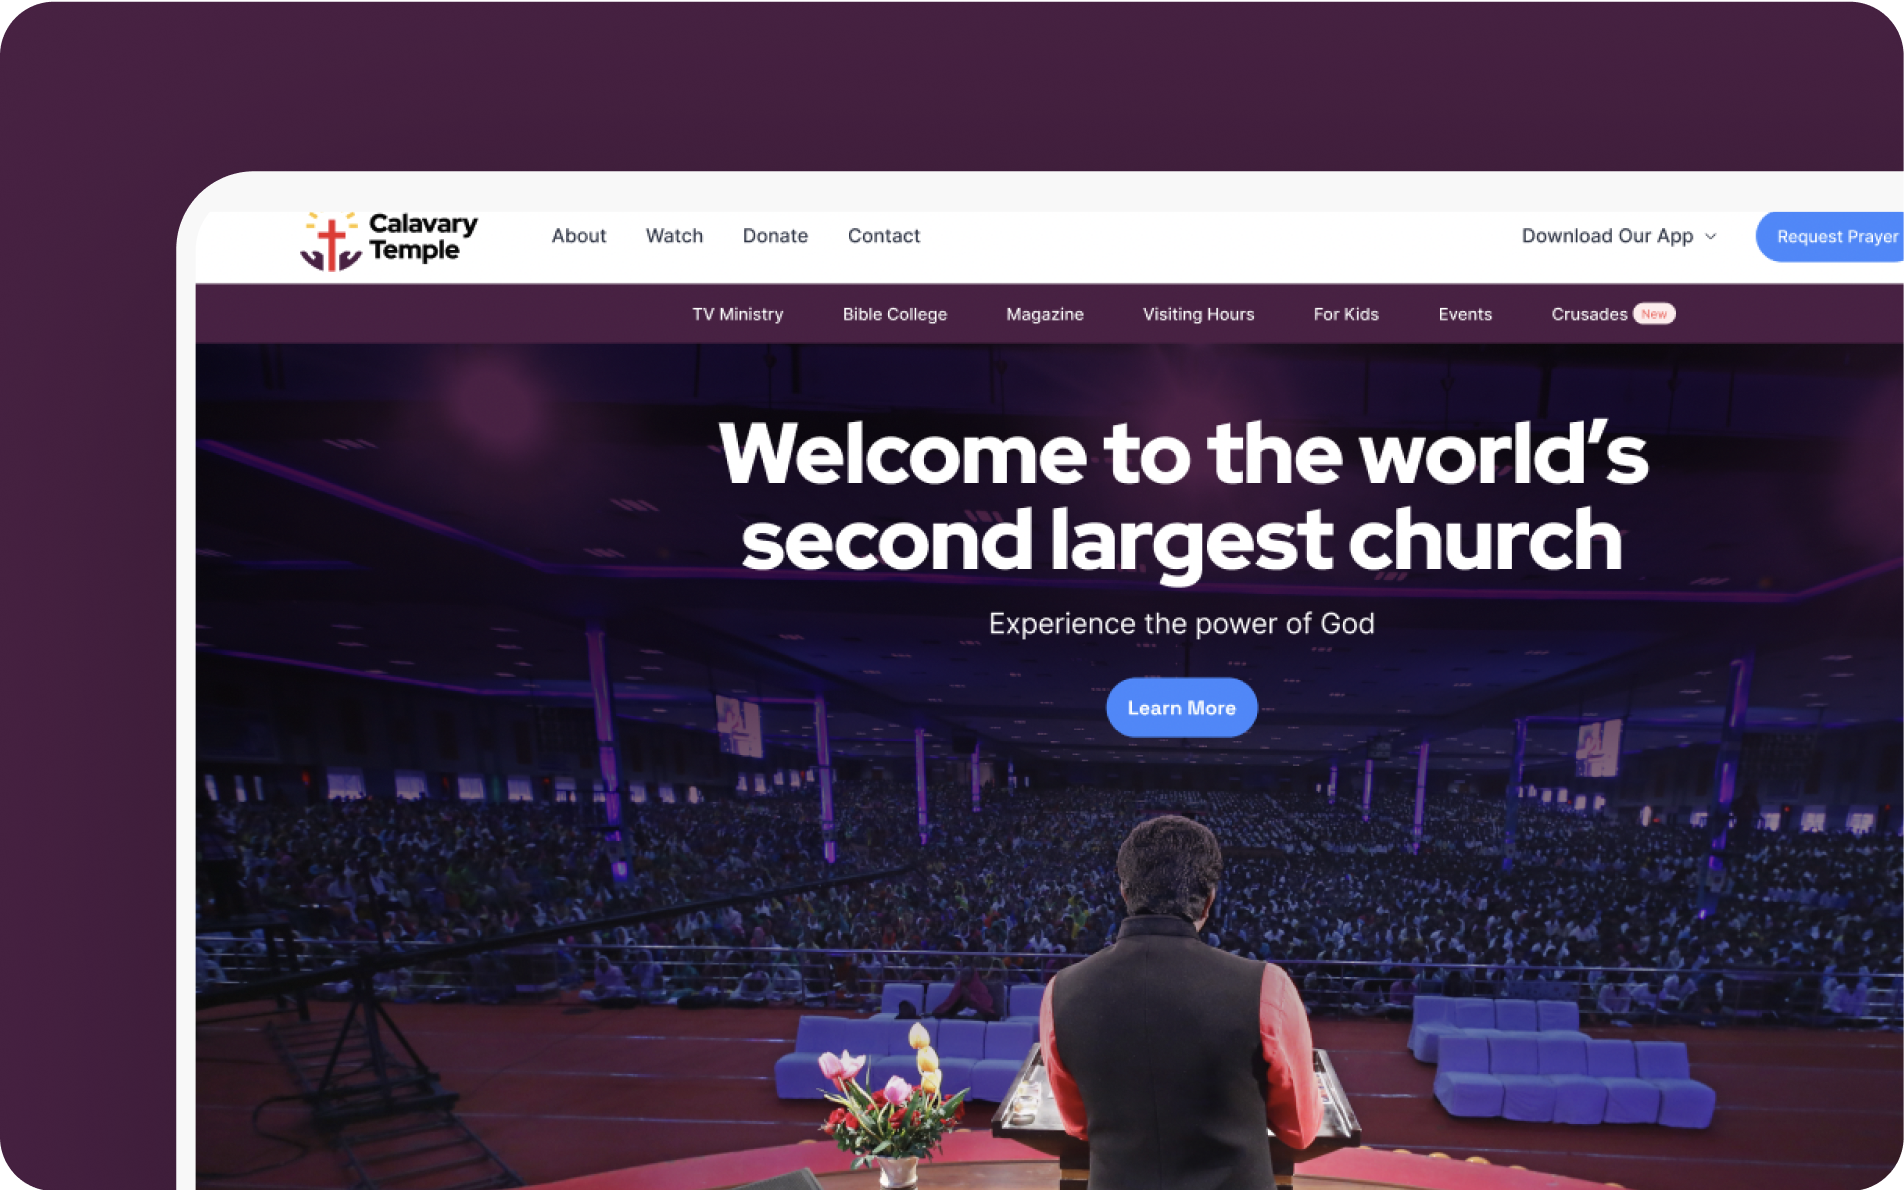 Calavary
Temple
About Watch Donate Contact Download Our App Request Prayer
TV Ministry Bible College Magazine Visiting Hours For Kids Events Crusades New
Welcome to the world’s
second largest church
Experience the power of God
Learn More